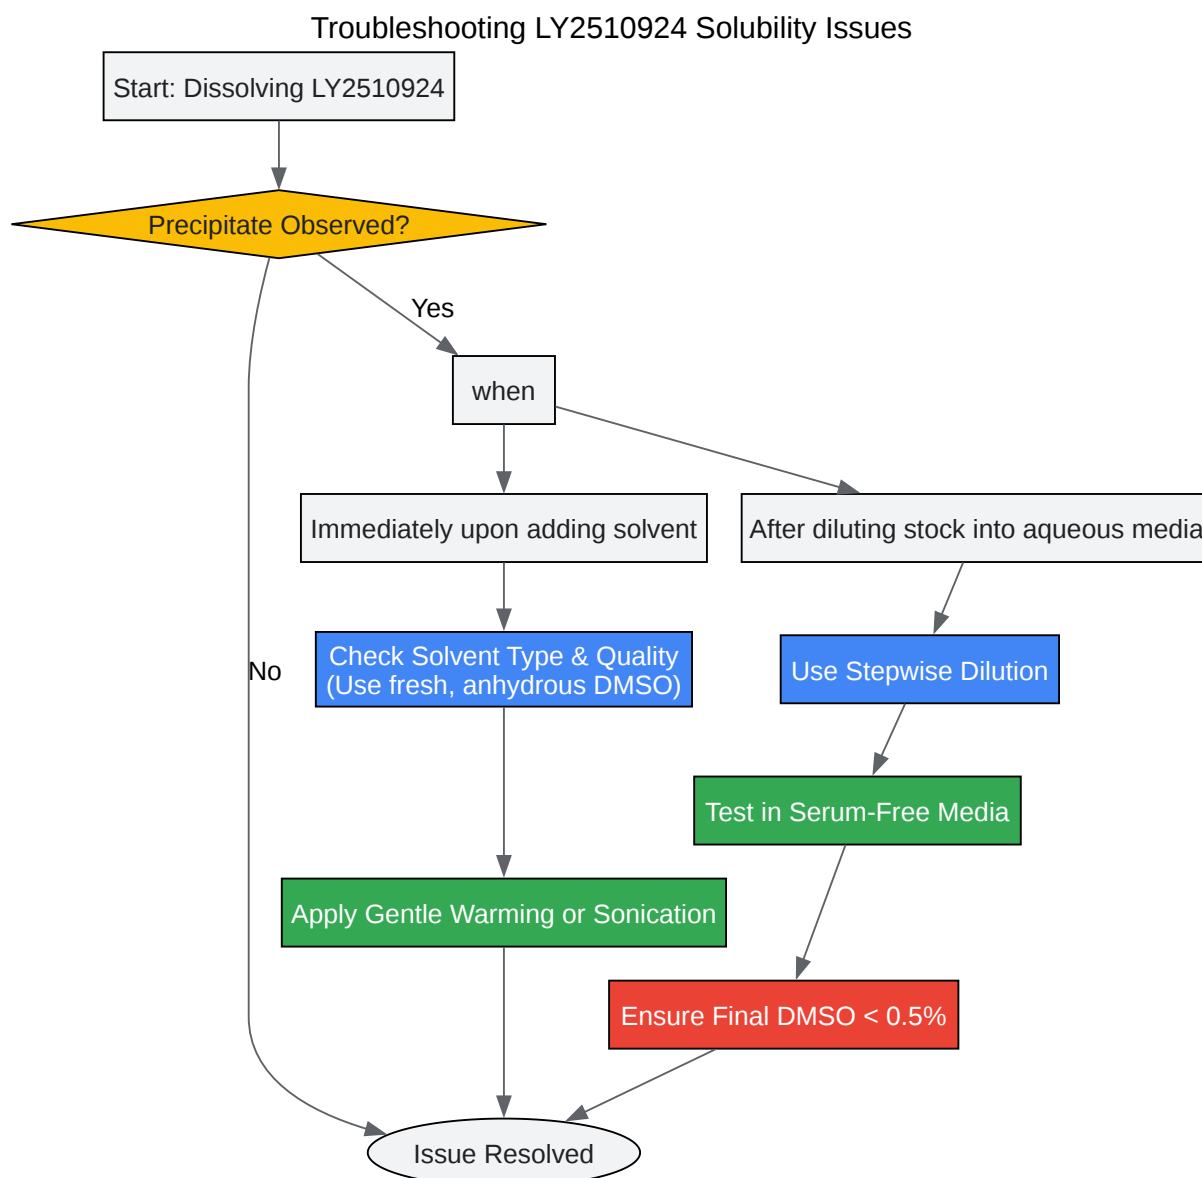 Troubleshooting LY2510924 Solubility Issues
Start: Dissolving LY2510924
Precipitate Observed?
Yes
when
Immediately upon adding solvent
After diluting stock into aqueous media
Check Solvent Type & Quality
(Use fresh, anhydrous DMSO)
Use Stepwise Dilution
No
Test in Serum-Free Media
Apply Gentle Warming or Sonication
Ensure Final DMSO < 0.5%
Issue Resolved